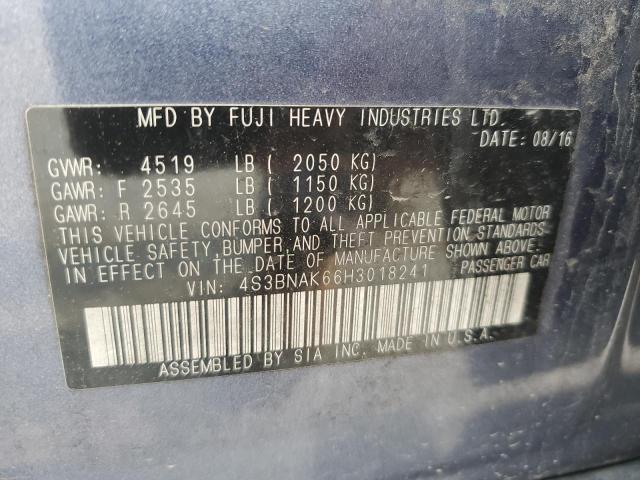 MFD BY FUJI HEAVY INDUSTRIES LTD.
DATE: 08/16
GVWR: 4519 LB ( 2050 KG)
GAWR: F 2535 LB ( 1150 KG)
GAWR: R 2645 LB ( 1200 KG)
THIS VEHICLE CONFORMS TO ALL APPLICABLE FEDERAL MOTOR
VEHICLE SAFETY, BUMPER, AND THEFT PREVENTION STANDARDS
IN EFFECT ON THE DATE OF MANUFACTURE SHOWN ABOVE.
VIN: 4S3BNAK66H3018241 PASSENGER CAR
ASSEMBLED BY SIA INC. MADE IN U.S.A.